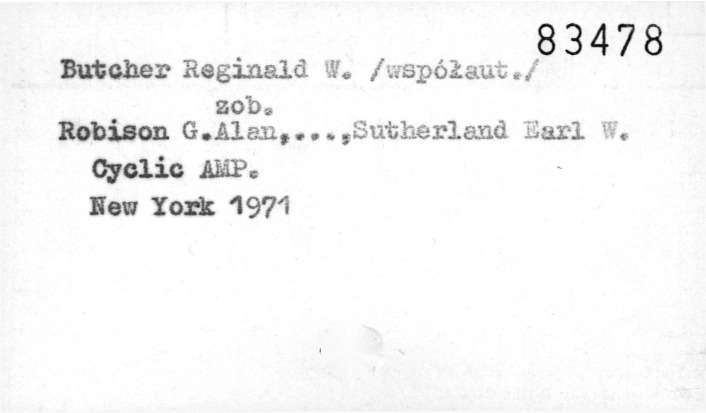 83478
Butcher Reginald W. /współaut./
zob.
Robison G.Alan,...,Sutherland Earl W.
Cyclic AMP.
New York 1971